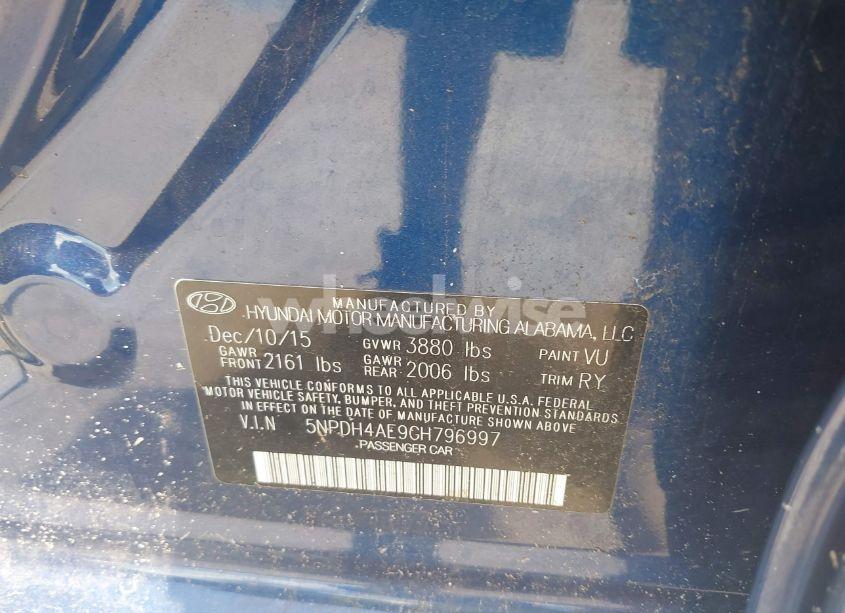 wheelwise
MANUFACTURED BY
HYUNDAI MOTOR MANUFACTURING ALABAMA, LLC
Dec/10/15 GVWR 3880 lbs PAINT VU
GAWR FRONT 2161 lbs GAWR REAR 2006 lbs TRIM RY
THIS VEHICLE CONFORMS TO ALL APPLICABLE U.S.A. FEDERAL
MOTOR VEHICLE SAFETY, BUMPER, AND THEFT PREVENTION STANDARDS
IN EFFECT ON THE DATE OF MANUFACTURE SHOWN ABOVE.
V.I.N 5NPDH4AE9GH796997
PASSENGER CAR